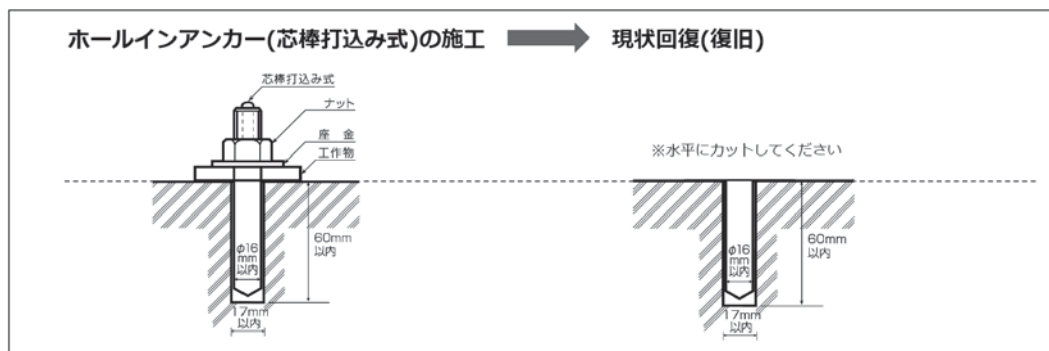 ホールインアンカー(芯棒打込み式)の施工
現状回復(復旧)
芯棒打込み式
ナット
座 金
工作物
※水平にカットしてください
60mm
以内
φ16
mm
以内
17mm
以内
60mm
以内
φ16
mm
以内
17mm
以内